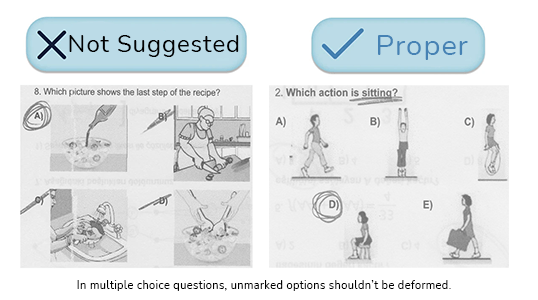 Not Suggested
Proper
8. Which picture shows the last step of the recipe?
A)
B)
D)
2. Which action is sitting?
A)
B)
C)
D)
E)
In multiple choice questions, unmarked options shouldn't be deformed.